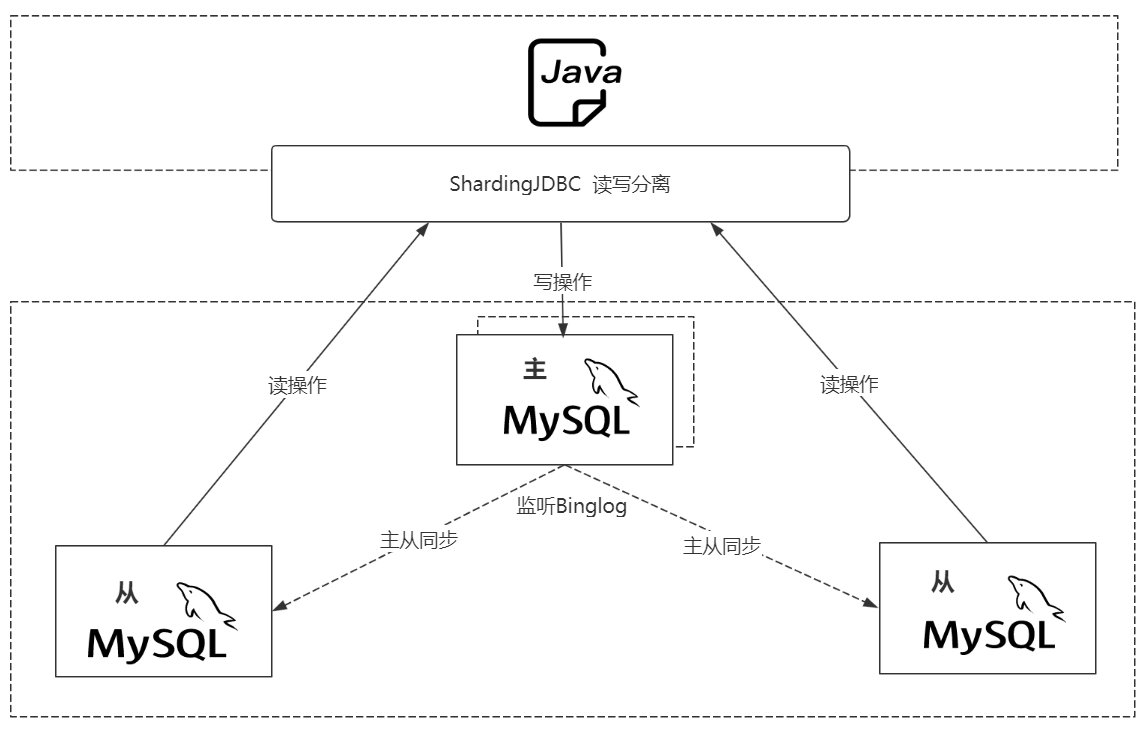 Java
ShardingJDBC 读写分离
写操作
主
MySQL
读操作
读操作
监听Binglog
主从同步
主从同步
从
MySQL
从
MySQL